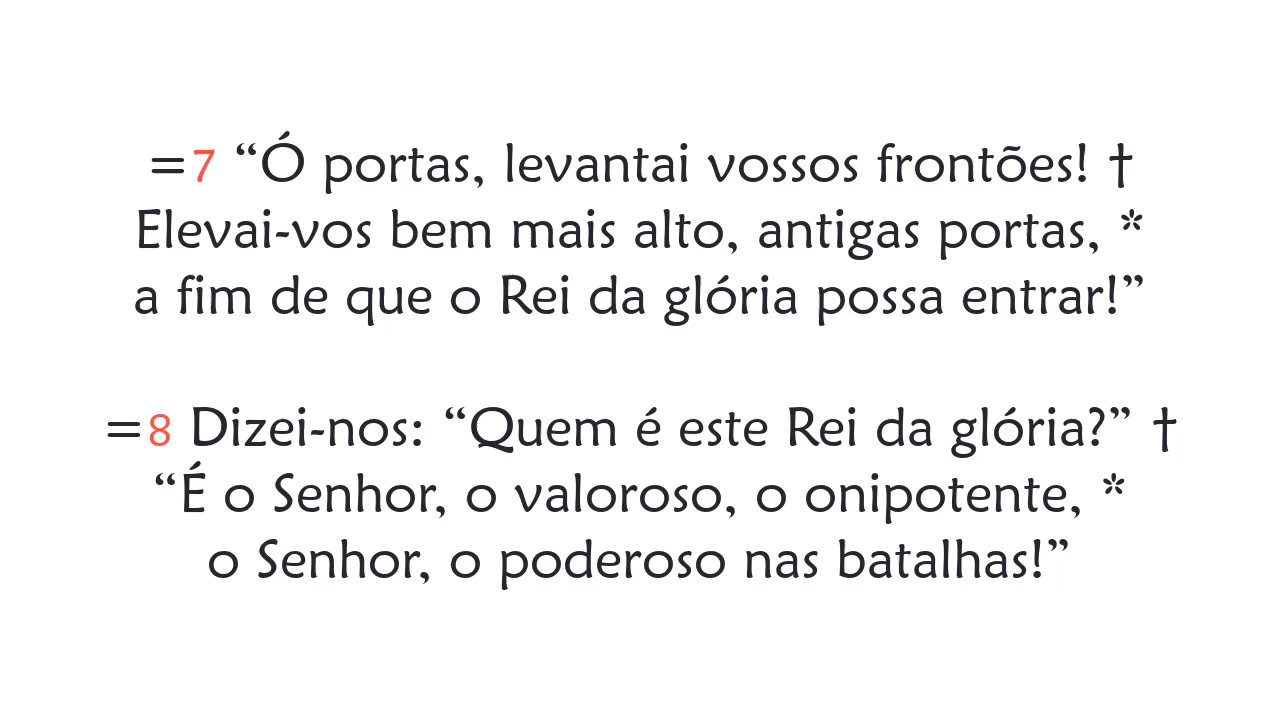 =7 “Ó portas, levantai vossos frontões! †
Elevai-vos bem mais alto, antigas portas, *
a fim de que o Rei da glória possa entrar!”
=8 Dizei-nos: “Quem é este Rei da glória?” †
“É o Senhor, o valoroso, o onipotente, *
o Senhor, o poderoso nas batalhas!”